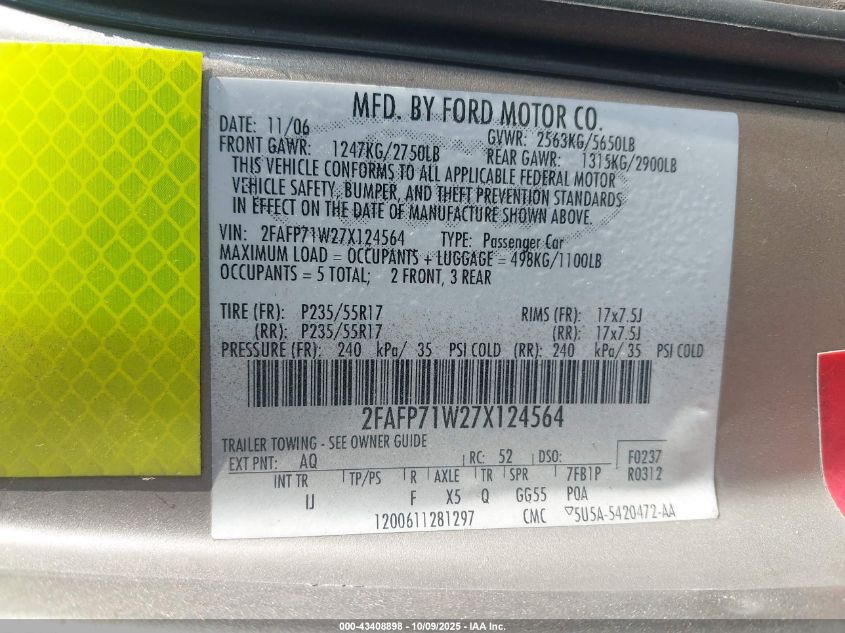 MFD. BY FORD MOTOR CO.
DATE: 11/06 GVWR: 2563KG/5650LB
FRONT GAWR: 1247KG/2750LB REAR GAWR: 1315KG/2900LB
THIS VEHICLE CONFORMS TO ALL APPLICABLE FEDERAL MOTOR
VEHICLE SAFETY, BUMPER, AND THEFT PREVENTION STANDARDS
IN EFFECT ON THE DATE OF MANUFACTURE SHOWN ABOVE.
VIN: 2FAFP71W27X124564 TYPE: Passenger Car
MAXIMUM LOAD = OCCUPANTS + LUGGAGE = 498KG/1100LB
OCCUPANTS = 5 TOTAL; 2 FRONT, 3 REAR
TIRE (FR): P235/55R17 RIMS (FR): 17x7.5J
(RR): P235/55R17 (RR): 17x7.5J
PRESSURE (FR): 240 kPa/ 35 PSI COLD (RR): 240 kPa/ 35 PSI COLD
2FAFP71W27X124564
TRAILER TOWING - SEE OWNER GUIDE
EXT PNT: AQ RC: 52 DSO: F0237
INT TR TP/PS R AXLE TR SPR 7FB1P R0312
IJ F X5 Q GG55 POA
1200611281297 CMC ▽5U5A-5420472-AA
000-43408898 - 10/09/2025 - IAA Inc.